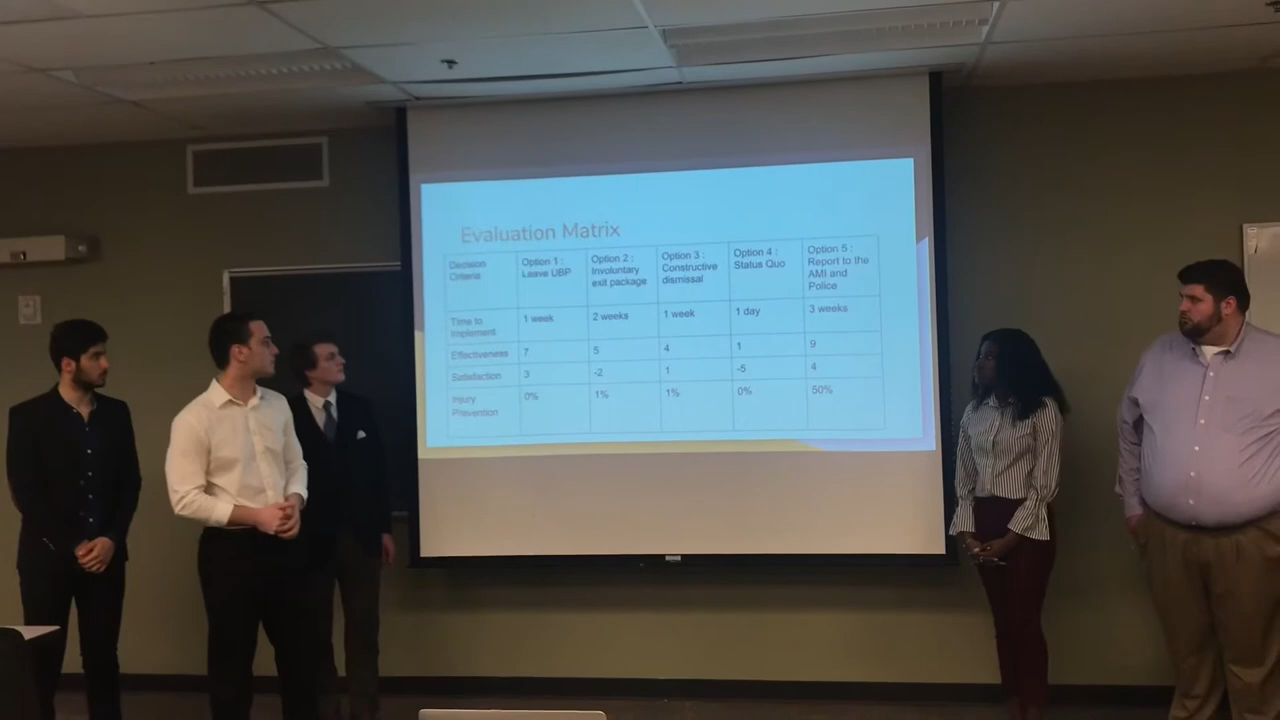 Evaluation Matrix
Decision Criteria
Option 1 : Leave UBP
Option 2 : Involuntary exit package
Option 3 : Constructive dismissal
Option 4 : Status Quo
Option 5 : Report to the AMI and Police
Time to Implement
1 week
2 weeks
1 week
1 day
3 weeks
Effectiveness
7
5
4
1
9
Satisfaction
3
-2
1
-5
4
Injury Prevention
0%
1%
1%
0%
50%